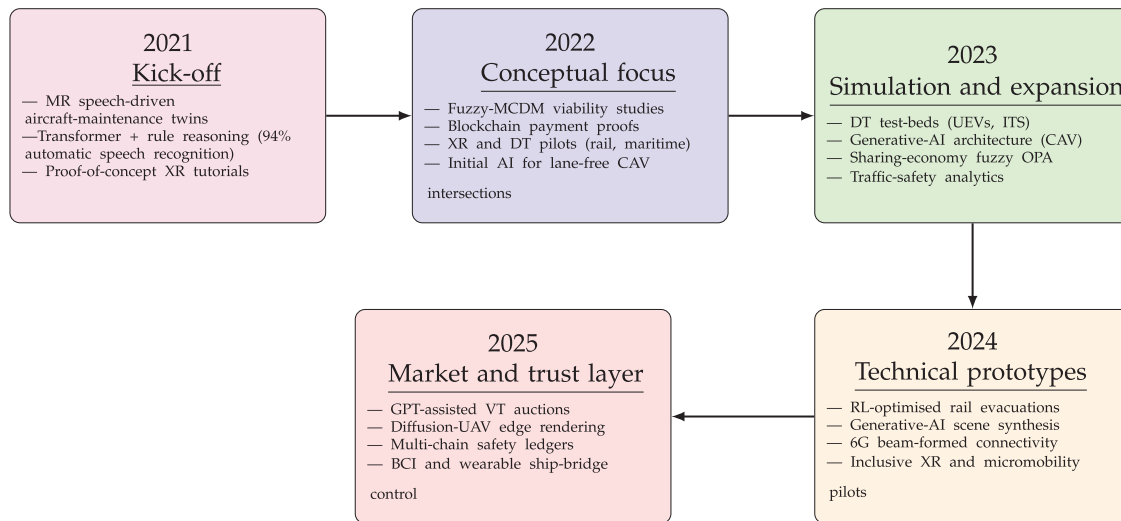 2021
Kick-off
— MR speech-driven
aircraft-maintenance twins
—Transformer + rule reasoning (94%
automatic speech recognition)
— Proof-of-concept XR tutorials
2022
Conceptual focus
— Fuzzy-MCDM viability studies
— Blockchain payment proofs
— XR and DT pilots (rail, maritime)
— Initial AI for lane-free CAV
intersections
2023
Simulation and expansion
— DT test-beds (UEVs, ITS)
— Generative-AI architecture (CAV)
— Sharing-economy fuzzy OPA
— Traffic-safety analytics
2024
Technical prototypes
— RL-optimised rail evacuations
— Generative-AI scene synthesis
— 6G beam-formed connectivity
— Inclusive XR and micromobility
pilots
2025
Market and trust layer
— GPT-assisted VT auctions
— Diffusion-UAV edge rendering
— Multi-chain safety ledgers
— BCI and wearable ship-bridge
control